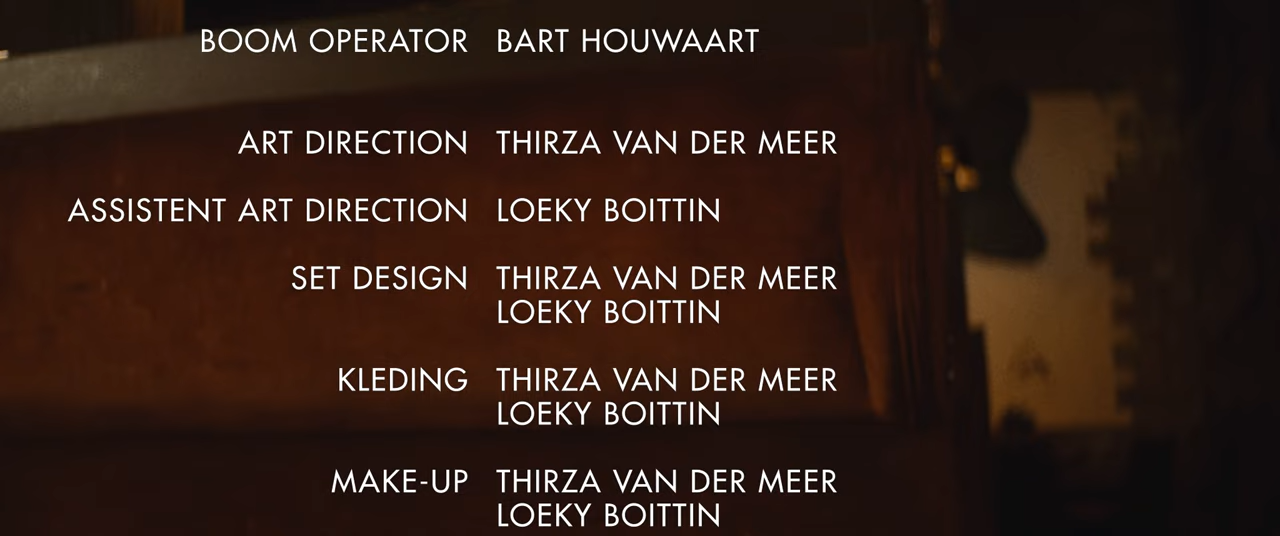 BOOM OPERATOR BART HOUWAART
ART DIRECTION THIRZA VAN DER MEER
ASSISTENT ART DIRECTION LOEKY BOITTIN
SET DESIGN THIRZA VAN DER MEER
LOEKY BOITTIN
KLEDING THIRZA VAN DER MEER
LOEKY BOITTIN
MAKE-UP THIRZA VAN DER MEER
LOEKY BOITTIN